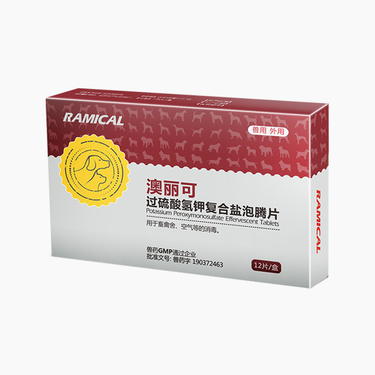 RAMICAL
兽用 外用
澳丽可
过硫酸氢钾复合盐泡腾片
Potassium Peroxymonosulfate Effervescent Tablets
用于畜禽舍、空气等的消毒。
兽药GMP通过企业
批准文号: 兽药字 190372463
12片/盒